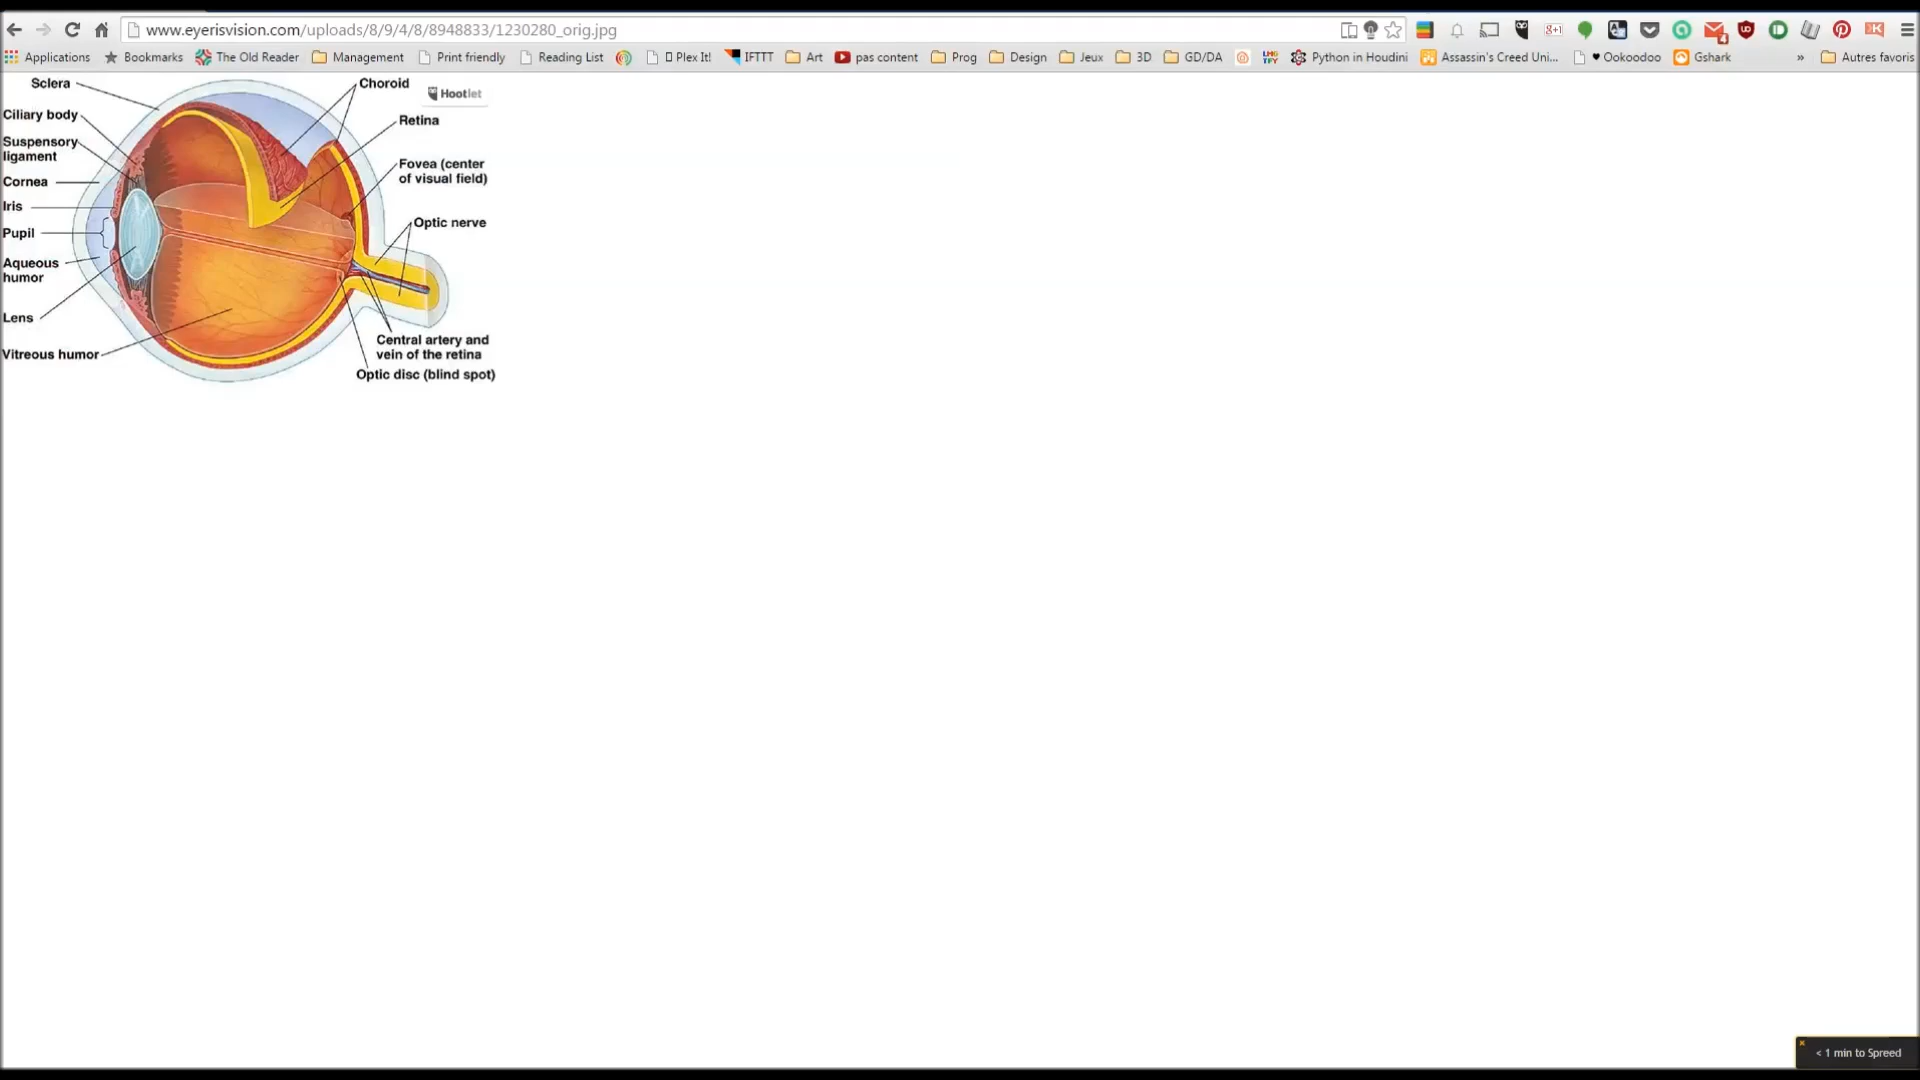 www.eyerisvision.com/uploads/8/9/4/8/8948833/1230280_orig.jpg
Applications Bookmarks The Old Reader Management Print friendly Reading List Plex It! IFTTT Art pas content Prog Design Jeux 3D GD/DA Python in Houdini Assassin's Creed Uni... ♥ Ookoodoo Gshark » Autres favoris
Sclera
Ciliary body
Suspensory
ligament
Cornea
Iris
Pupil
Aqueous
humor
Lens
Vitreous humor
Choroid
Hootlet
Retina
Fovea (center
of visual field)
Optic nerve
Central artery and
vein of the retina
Optic disc (blind spot)
< 1 min to Spreed